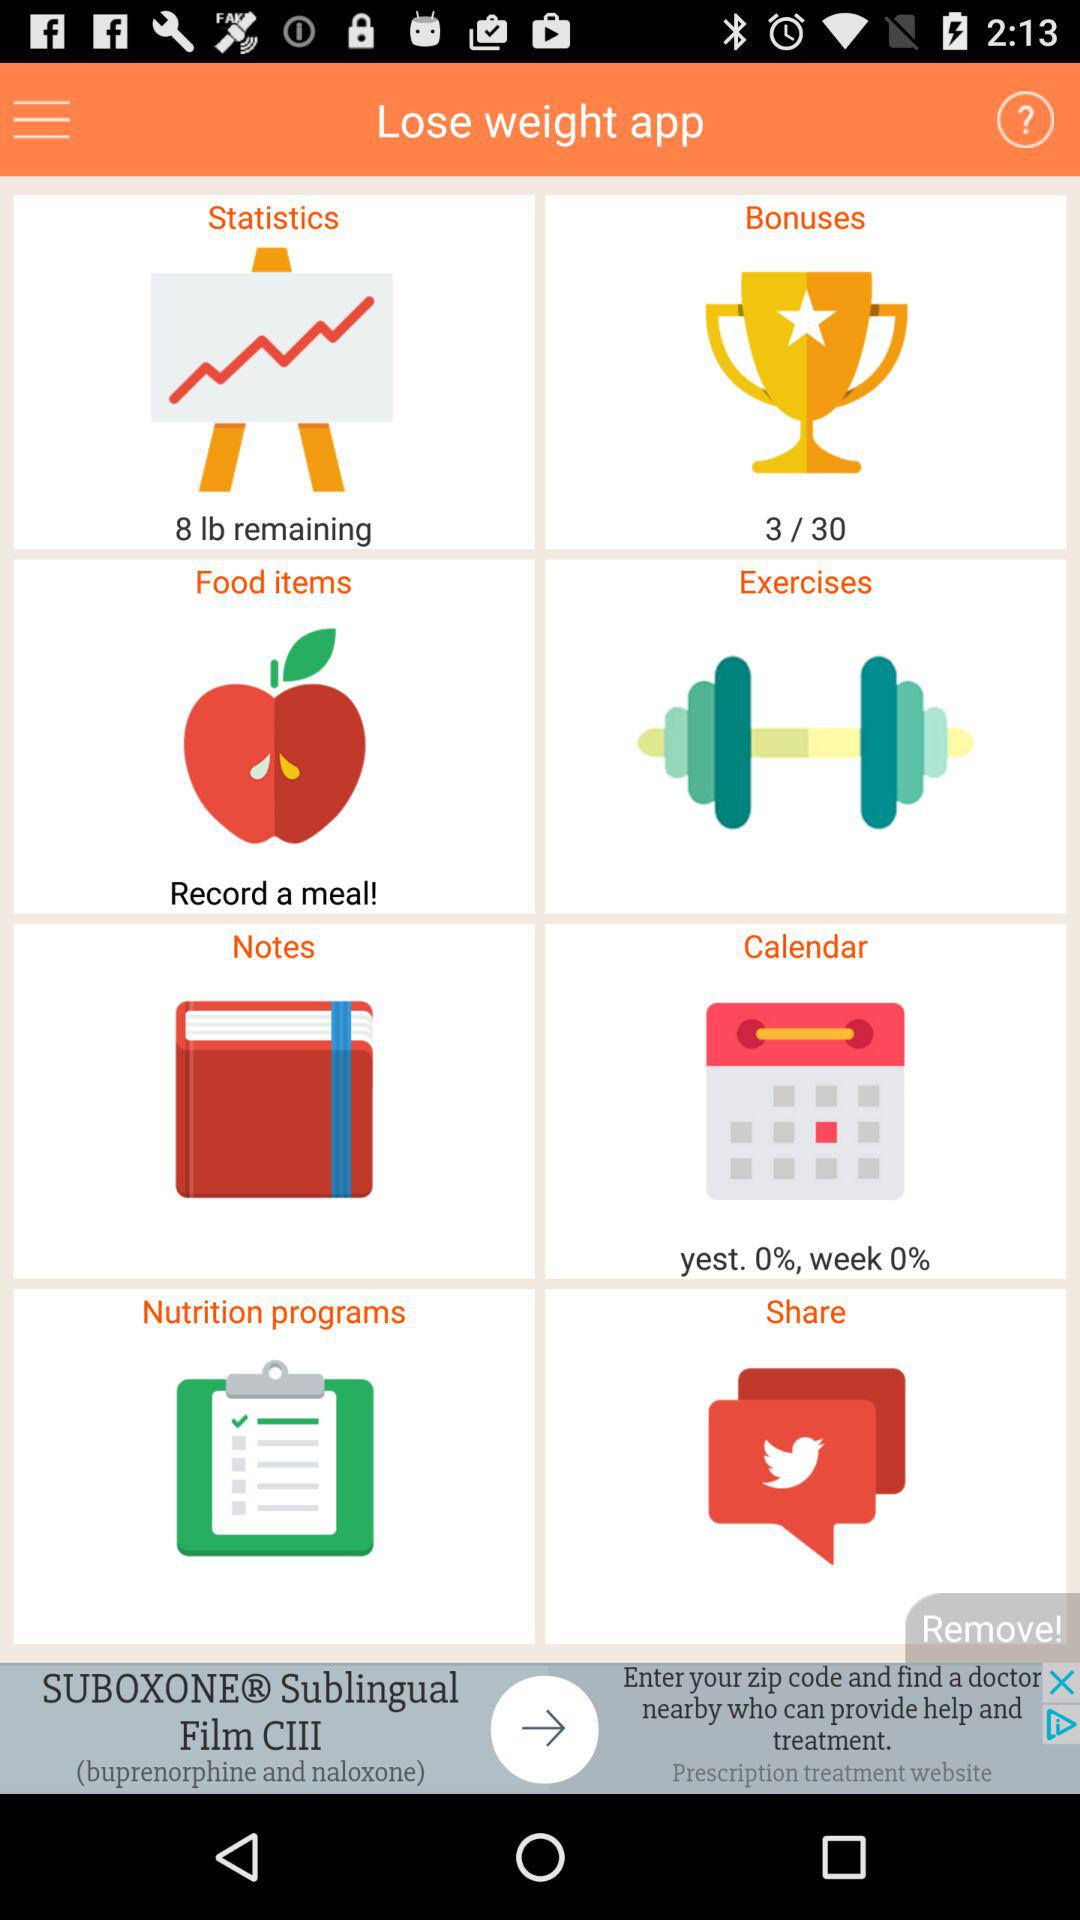 FAKE
2:13
Lose weight app
?
Statistics
Bonuses
8 lb remaining
3 / 30
Food items
Exercises
Record a meal!
Notes
Calendar
yest. 0%, week 0%
Nutrition programs
Share
Remove!
SUBOXONE® Sublingual
Film CIII
(buprenorphine and naloxone)
Enter your zip code and find a doctor
nearby who can provide help and
treatment.
Prescription treatment website